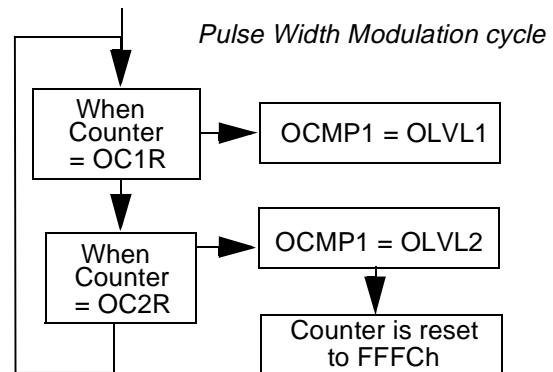 Pulse Width Modulation cycle
When
Counter
= OC1R
OCMP1 = OLVL1
When
Counter
= OC2R
OCMP1 = OLVL2
Counter is reset
to FFFCh